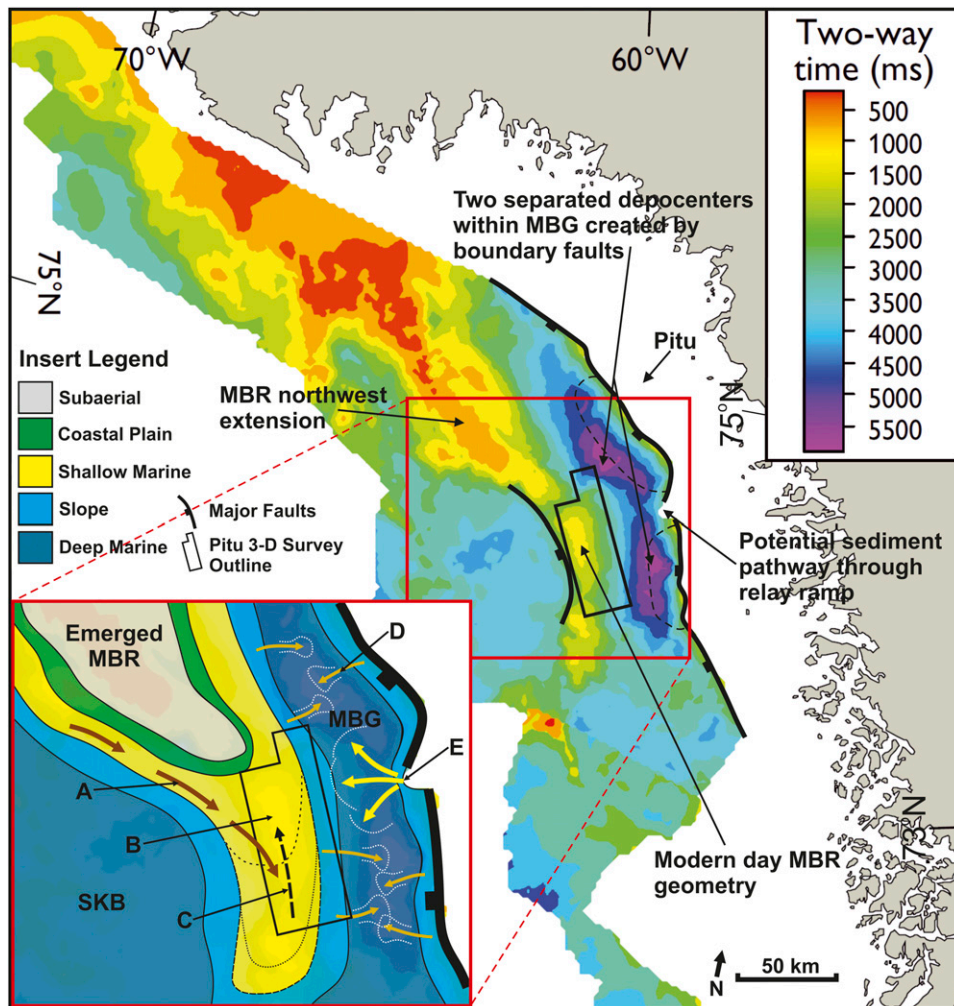 70°W
60°W
Two-way
time (ms)
500
1000
1500
2000
2500
3000
3500
4000
4500
5000
5500
Two separated depocenters
within MBG created by
boundary faults
75°N
Pitu
75°N
Insert Legend
Subaerial
Coastal Plain
Shallow Marine
Slope
Deep Marine
Major Faults
Pitu 3-D Survey
Outline
MBR northwest
extension
Potential sediment
pathway through
relay ramp
Emerged
MBR
D
MBG
E
A
B
C
SKB
Modern day MBR
geometry
73°N
N
50 km